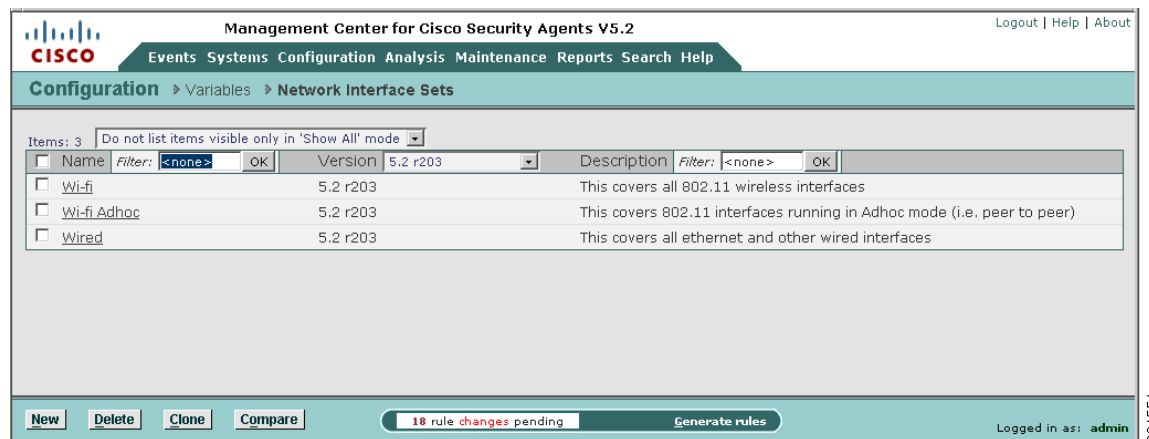 Management Center for Cisco Security Agents V5.2
Logout | Help | About
CISCO
Events Systems Configuration Analysis Maintenance Reports Search Help
Configuration > Variables > Network Interface Sets
Items: 3 Do not list items visible only in 'Show All' mode
Name Filter: <none> OK Version 5.2 r203 Description Filter: <none> OK
Wi-fi 5.2 r203 This covers all 802.11 wireless interfaces
Wi-fi Adhoc 5.2 r203 This covers 802.11 interfaces running in Adhoc mode (i.e. peer to peer)
Wired 5.2 r203 This covers all ethernet and other wired interfaces
New Delete Clone Compare 18 rule changes pending Generate rules
Logged in as: admin